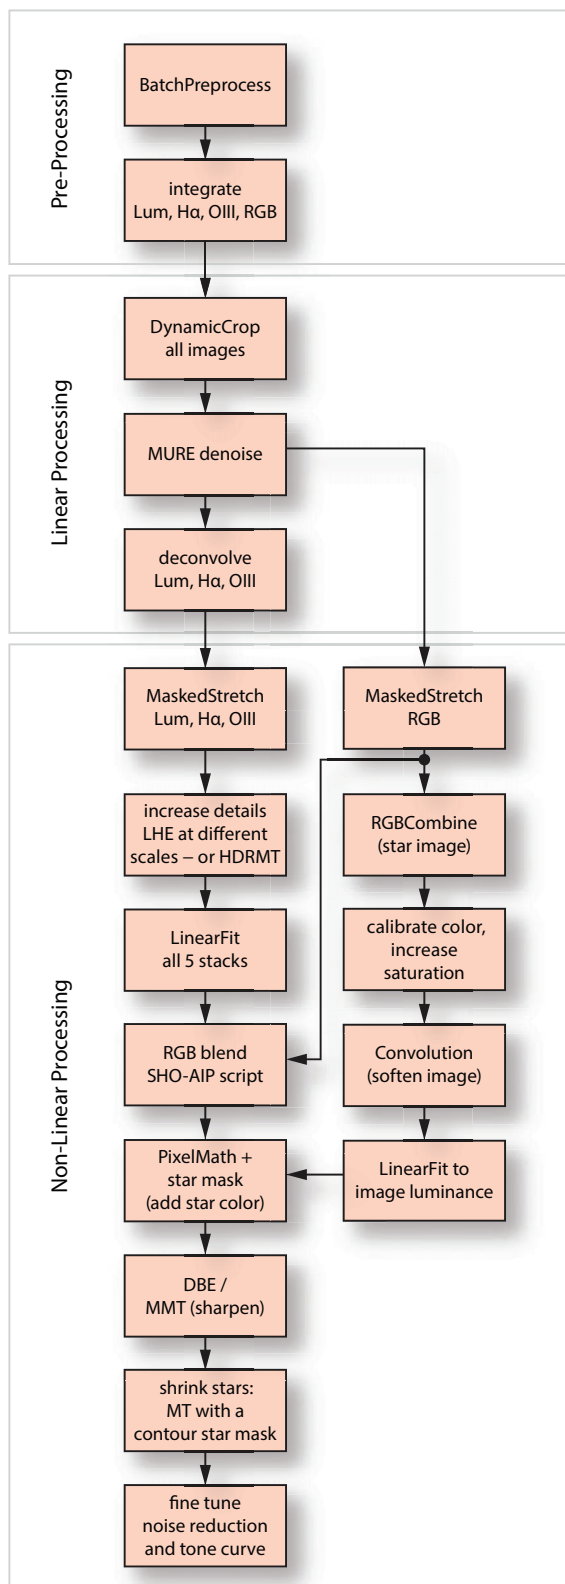 Pre-Processing
BatchPreprocess
integrate
Lum, Hα, OIII, RGB
Linear Processing
DynamicCrop
all images
MURE denoise
deconvolve
Lum, Hα, OIII
Non-Linear Processing
MaskedStretch
Lum, Hα, OIII
increase details
LHE at different
scales – or HDRMT
LinearFit
all 5 stacks
RGB blend
SHO-AIP script
PixelMath +
star mask
(add star color)
DBE /
MMT (sharpen)
shrink stars:
MT with a
contour star mask
fine tune
noise reduction
and tone curve
MaskedStretch
RGB
RGBCombine
(star image)
calibrate color,
increase
saturation
Convolution
(soften image)
LinearFit to
image luminance